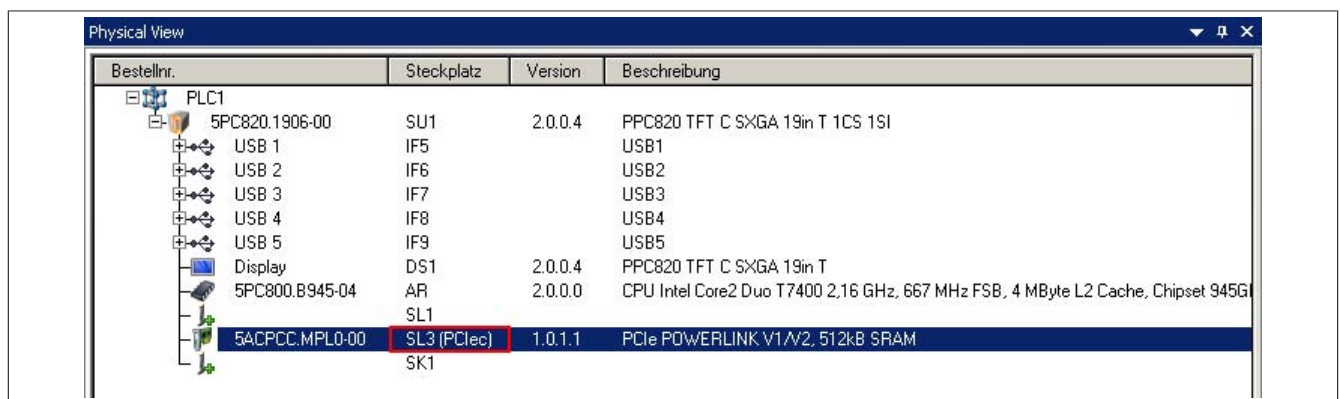 Physical View
Bestellnr. Steckplatz Version Beschreibung
PLC1
5PC820.1906-00 SU1 2.0.0.4 PPC820 TFT C SXGA 19in T 1CS 1SI
USB 1 IF5 USB1
USB 2 IF6 USB2
USB 3 IF7 USB3
USB 4 IF8 USB4
USB 5 IF9 USB5
Display DS1 2.0.0.4 PPC820 TFT C SXGA 19in T
5PC800.B945-04 AR 2.0.0.0 CPU Intel Core2 Duo T7400 2,16 GHz, 667 MHz FSB, 4 MByte L2 Cache, Chipset
SL1
5ACPCC.MPL0-00 SL3 (PCIec) 1.0.1.1 PCIe POWERLINK V1/V2, 512kB SRAM
SK1